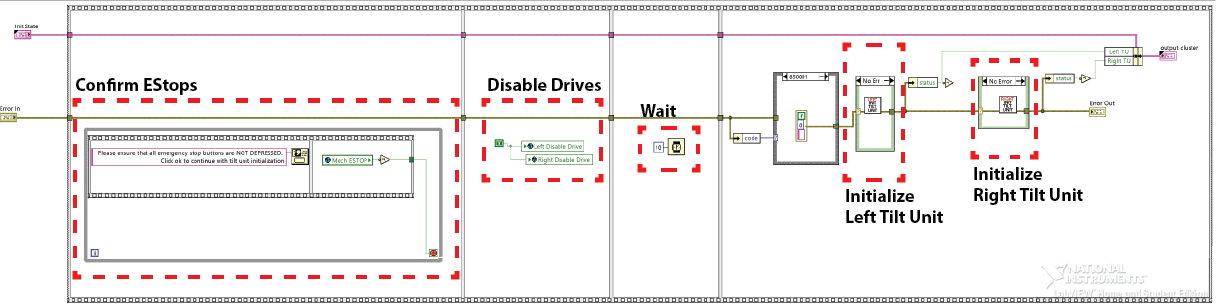 Init State
Left TU
Right TU
output cluster
Confirm EStops
Disable Drives
Wait
850001
No Err
No Error
status
status
LEFT
INIT
TILT
UNIT
RIGHT
INIT
TILT
UNIT
Error In
Error Out
code
Please ensure that all emergency stop buttons are NOT DEPRESSED.
Click ok to continue with tilt unit initialization
Mech ESTOP
Left Disable Drive
Right Disable Drive
10
F
0
T
i
Initialize
Left Tilt Unit
Initialize
Right Tilt Unit
NATIONAL
INSTRUMENTS
LabVIEW Home and Student Edition